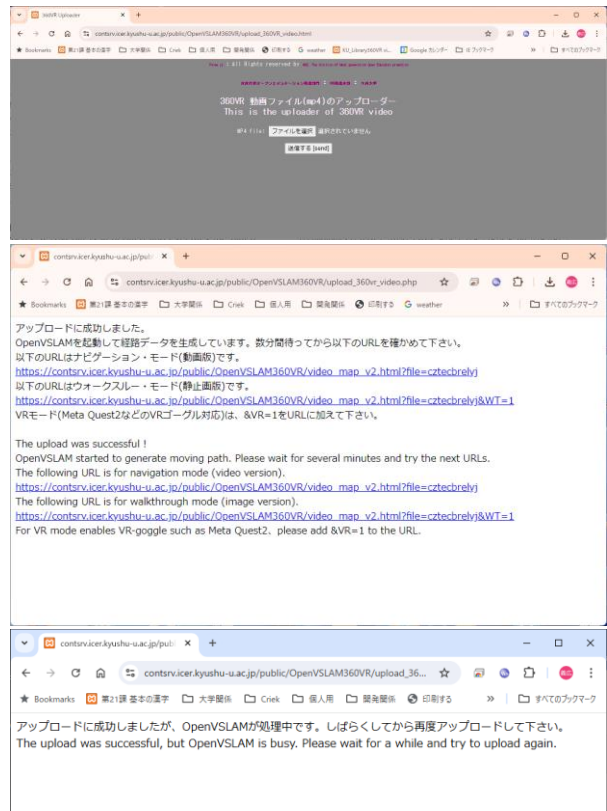 360VR Uploader
contsrv.icer.kyushu-u.ac.jp/public/OpenVSLAM360VR/upload_360VR_video.html
Bookmarks 第21課 基本の漢字 大学関係 Criek 個人用 開発関係 印刷する weather Google カレンダー すべてのブックマーク
All Rights reserved by
360VR 動画ファイル(mp4)のアップローダー
This is the uploader of 360VR video
MP4 file: ファイルを選択 選択されていません
送信する [send]
contsrv.icer.kyushu-u.ac.jp/pub
contsrv.icer.kyushu-u.ac.jp/public/OpenVSLAM360VR/upload_360vr_video.php
Bookmarks 第21課 基本の漢字 大学関係 Criek 個人用 開発関係 印刷する weather すべてのブックマーク
アップロードに成功しました。
OpenVSLAMを起動して経路データを生成しています。数分間待ってから以下のURLを確かめて下さい。
以下のURLはナビゲーション・モード(動画版)です。
https://contsrv.icer.kyushu-u.ac.jp/public/OpenVSLAM360VR/video_map_v2.html?file=cztecbrelvj
以下のURLはウォークスルー・モード(静止画版)です。
https://contsrv.icer.kyushu-u.ac.jp/public/OpenVSLAM360VR/video_map_v2.html?file=cztecbrelvj&WT=1
VRモード(Meta Quest2などのVRゴーグル対応)は、&VR=1をURLに加えて下さい。
The upload was successful !
OpenVSLAM started to generate moving path. Please wait for several minutes and try the next URLs.
The following URL is for navigation mode (video version).
https://contsrv.icer.kyushu-u.ac.jp/public/OpenVSLAM360VR/video_map_v2.html?file=cztecbrelvj
The following URL is for walkthrough mode (image version).
https://contsrv.icer.kyushu-u.ac.jp/public/OpenVSLAM360VR/video_map_v2.html?file=cztecbrelvj&WT=1
For VR mode enables VR-goggle such as Meta Quest2, please add &VR=1 to the URL.
contsrv.icer.kyushu-u.ac.jp/pub
contsrv.icer.kyushu-u.ac.jp/public/OpenVSLAM360VR/upload_36...
Bookmarks 第21課 基本の漢字 大学関係 Criek 個人用 開発関係 印刷する すべてのブックマーク
アップロードに成功しましたが、OpenVSLAMが処理中です。しばらくしてから再度アップロードして下さい。
The upload was successful, but OpenVSLAM is busy. Please wait for a while and try to upload again.